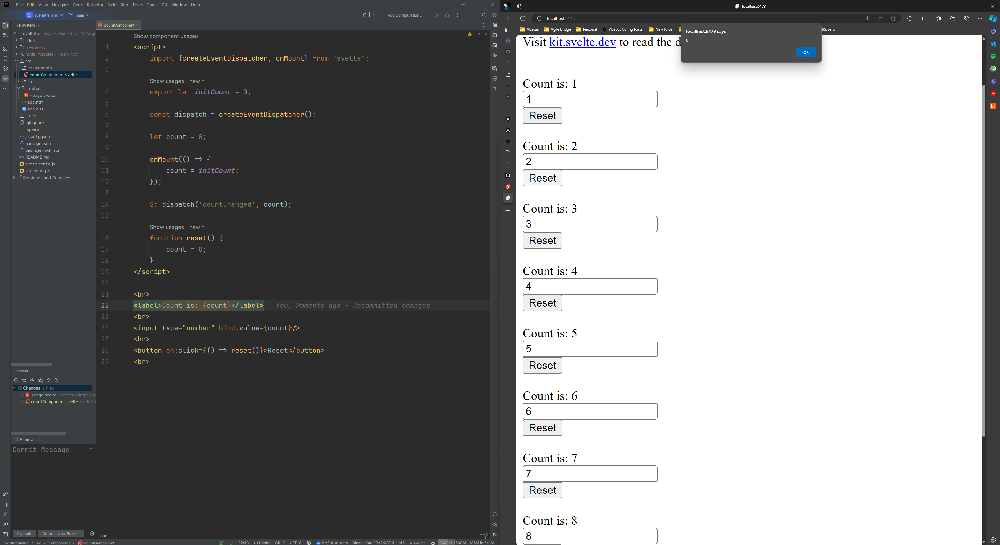 File Edit View Navigate Code Refactor Build Run Tests Tools Git Window Help
S sveltetraining main Add Configuration...
File System
sveltetraining E:\Hackathon 17 Augu
.idea
.svelte-kit
node_modules library root
src
components
countComponent.svelte
lib
routes
+page.svelte
app.html
app.d.ts
static
.gitignore
.npmrc
jsconfig.json
package.json
package-lock.json
README.md
svelte.config.js
vite.config.js
Scratches and Consoles
Commit
Changes 2 files
+page.svelte sveltetraining\src\r
countComponent.svelte sveltetra
Amend
Commit Message
Commit Commit and Push...
countComponent
1
Show component usages
1 <script>
2 import {createEventDispatcher, onMount} from "svelte";
3
Show usages new *
4 export let initCount = 0;
5
6 const dispatch = createEventDispatcher();
7
8 let count = 0;
9
10 onMount(() => {
11 count = initCount;
12 });
13
14 $: dispatch('countChanged', count);
15
Show usages new *
16 function reset() {
17 count = 0;
18 }
19 </script>
20
21 <br>
22 <label>Count is: {count}</label> You, Moments ago • Uncommitted changes
23 <br>
24 <input type="number" bind:value={count}/>
25 <br>
26 <button on:click={() => reset()}>Reset</button>
27 <br>
label
sveltetraining > src > components > countComponent 22:33 { } Svelte CRLF UTF-8 2 Δ/up-to-date Blame: You 2024/08/13 11:46 4 spaces 1603 of 4600M 238M in 641M
localhost:5173
localhost:5173
Abacus Agile Bridge Personal Abacus Config Portal New folder 99/setti...
localhost:5173 says
0
OK
Visit kit.svelte.dev to read the d
Count is: 1
1
Reset
Count is: 2
2
Reset
Count is: 3
3
Reset
Count is: 4
4
Reset
Count is: 5
5
Reset
Count is: 6
6
Reset
Count is: 7
7
Reset
Count is: 8
8